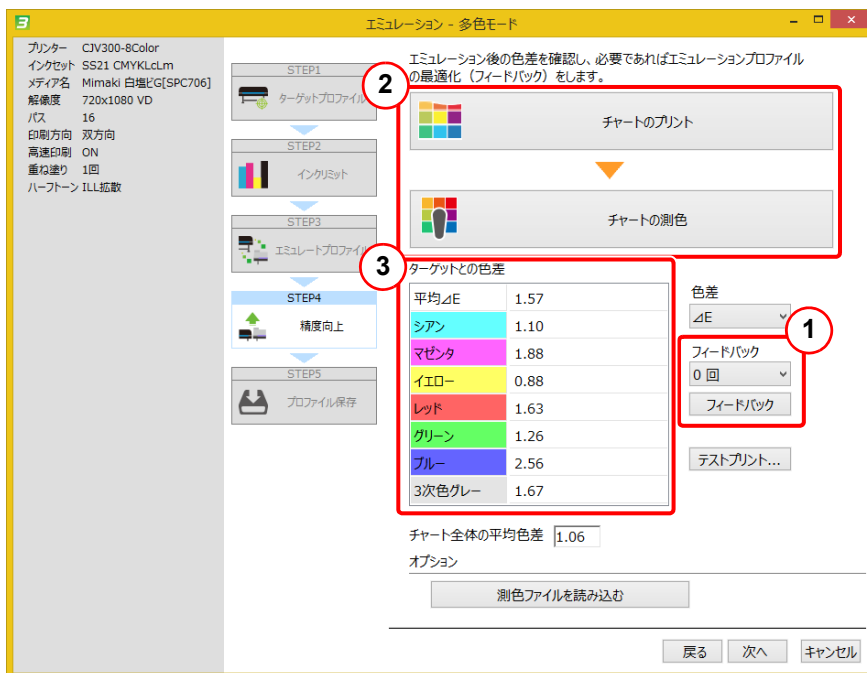 3
エミュレーション - 多色モード
プリンター CJV300-8Color
インクセット SS21 CMYKLcLm
メディア名 Mimaki 白塩ビG[SPC706]
解像度 720x1080 VD
パス 16
印刷方向 双方向
高速印刷 ON
重ね塗り 1回
ハーフトーン ILL拡散
STEP1
ターゲットプロファイル
STEP2
インクリミット
STEP3
エミュレートプロファイル
STEP4
精度向上
STEP5
プロファイル保存
エミュレーション後の色差を確認し、必要であればエミュレーションプロファイル
の最適化（フィードバック）をします。
2
チャートのプリント
チャートの測色
3
ターゲットとの色差
平均⊿E 1.57
シアン 1.10
マゼンタ 1.88
イエロー 0.88
レッド 1.63
グリーン 1.26
ブルー 2.56
3次色グレー 1.67
色差
⊿E
1
フィードバック
0 回
フィードバック
テストプリント...
チャート全体の平均色差 1.06
オプション
測色ファイルを読み込む
戻る 次へ キャンセル